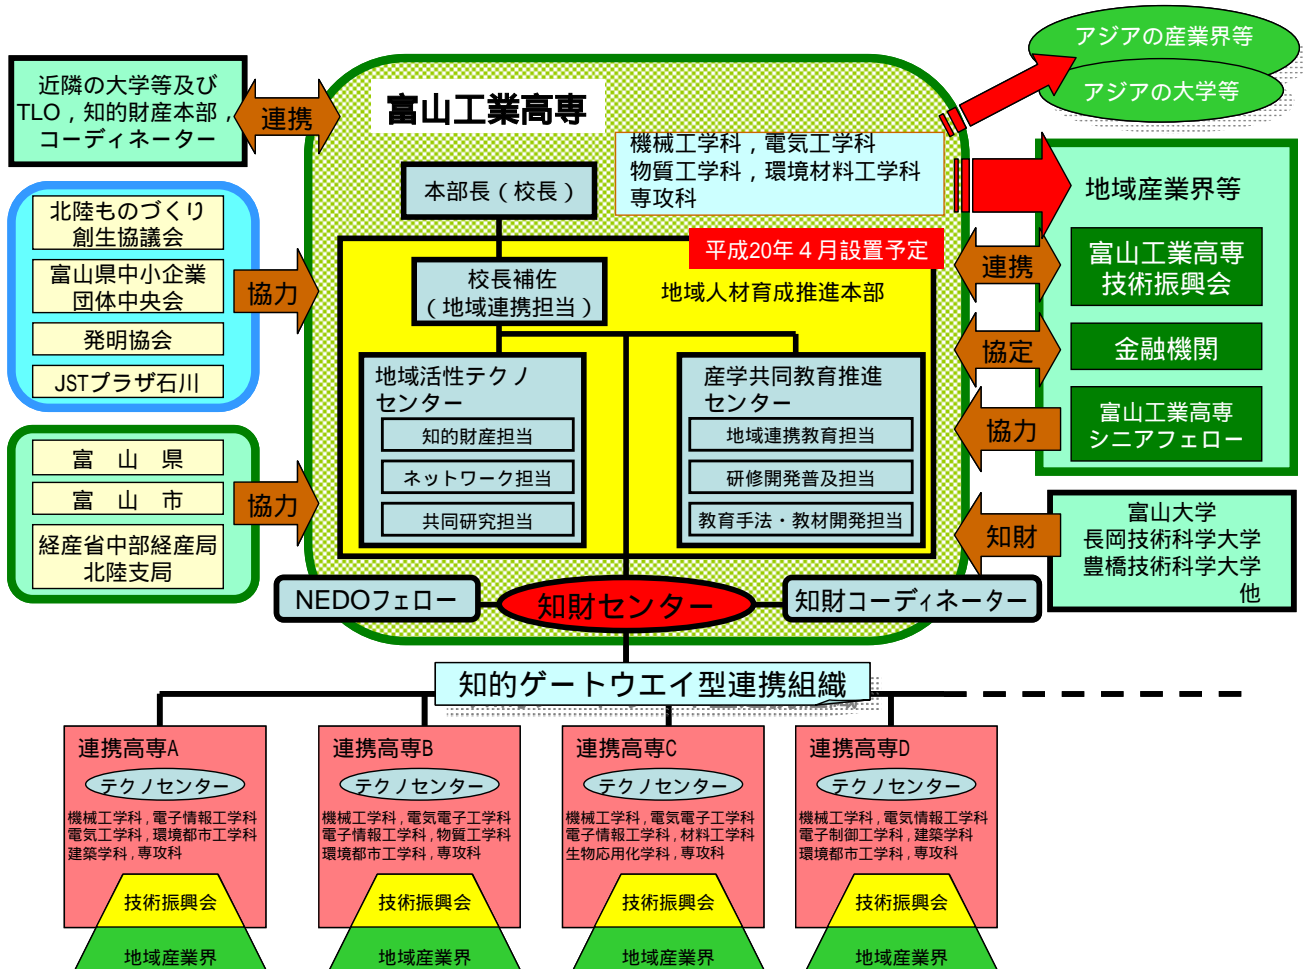 アジアの産業界等
アジアの大学等
近隣の大学等及び
TLO，知的財産本部，
コーディネーター
連携
富山工業高専
機械工学科，電気工学科
物質工学科，環境材料工学科
専攻科
本部長（校長）
地域産業界等
北陸ものづくり
創生協議会
富山県中小企業
団体中央会
発明協会
JSTプラザ石川
協力
平成20年４月設置予定
校長補佐
（地域連携担当）
地域人材育成推進本部
連携
富山工業高専
技術振興会
協定
金融機関
協力
富山工業高専
シニアフェロー
地域活性テクノ
センター
知的財産担当
ネットワーク担当
共同研究担当
産学共同教育推進
センター
地域連携教育担当
研修開発普及担当
教育手法・教材開発担当
富　山　県
富　山　市
経産省中部経産局
北陸支局
協力
知財
富山大学
長岡技術科学大学
豊橋技術科学大学
他
NEDOフェロー
知財センター
知財コーディネーター
知的ゲートウエイ型連携組織
連携高専A
テクノセンター
機械工学科，電子情報工学科
電気工学科，環境都市工学科
建築学科，専攻科
技術振興会
地域産業界
連携高専B
テクノセンター
機械工学科，電気電子工学科
電子情報工学科，物質工学科
環境都市工学科，専攻科
技術振興会
地域産業界
連携高専C
テクノセンター
機械工学科，電気電子工学科
電子情報工学科，材料工学科
生物応用化学科，専攻科
技術振興会
地域産業界
連携高専D
テクノセンター
機械工学科，電気情報工学科
電子制御工学科，建築学科
環境都市工学科，専攻科
技術振興会
地域産業界